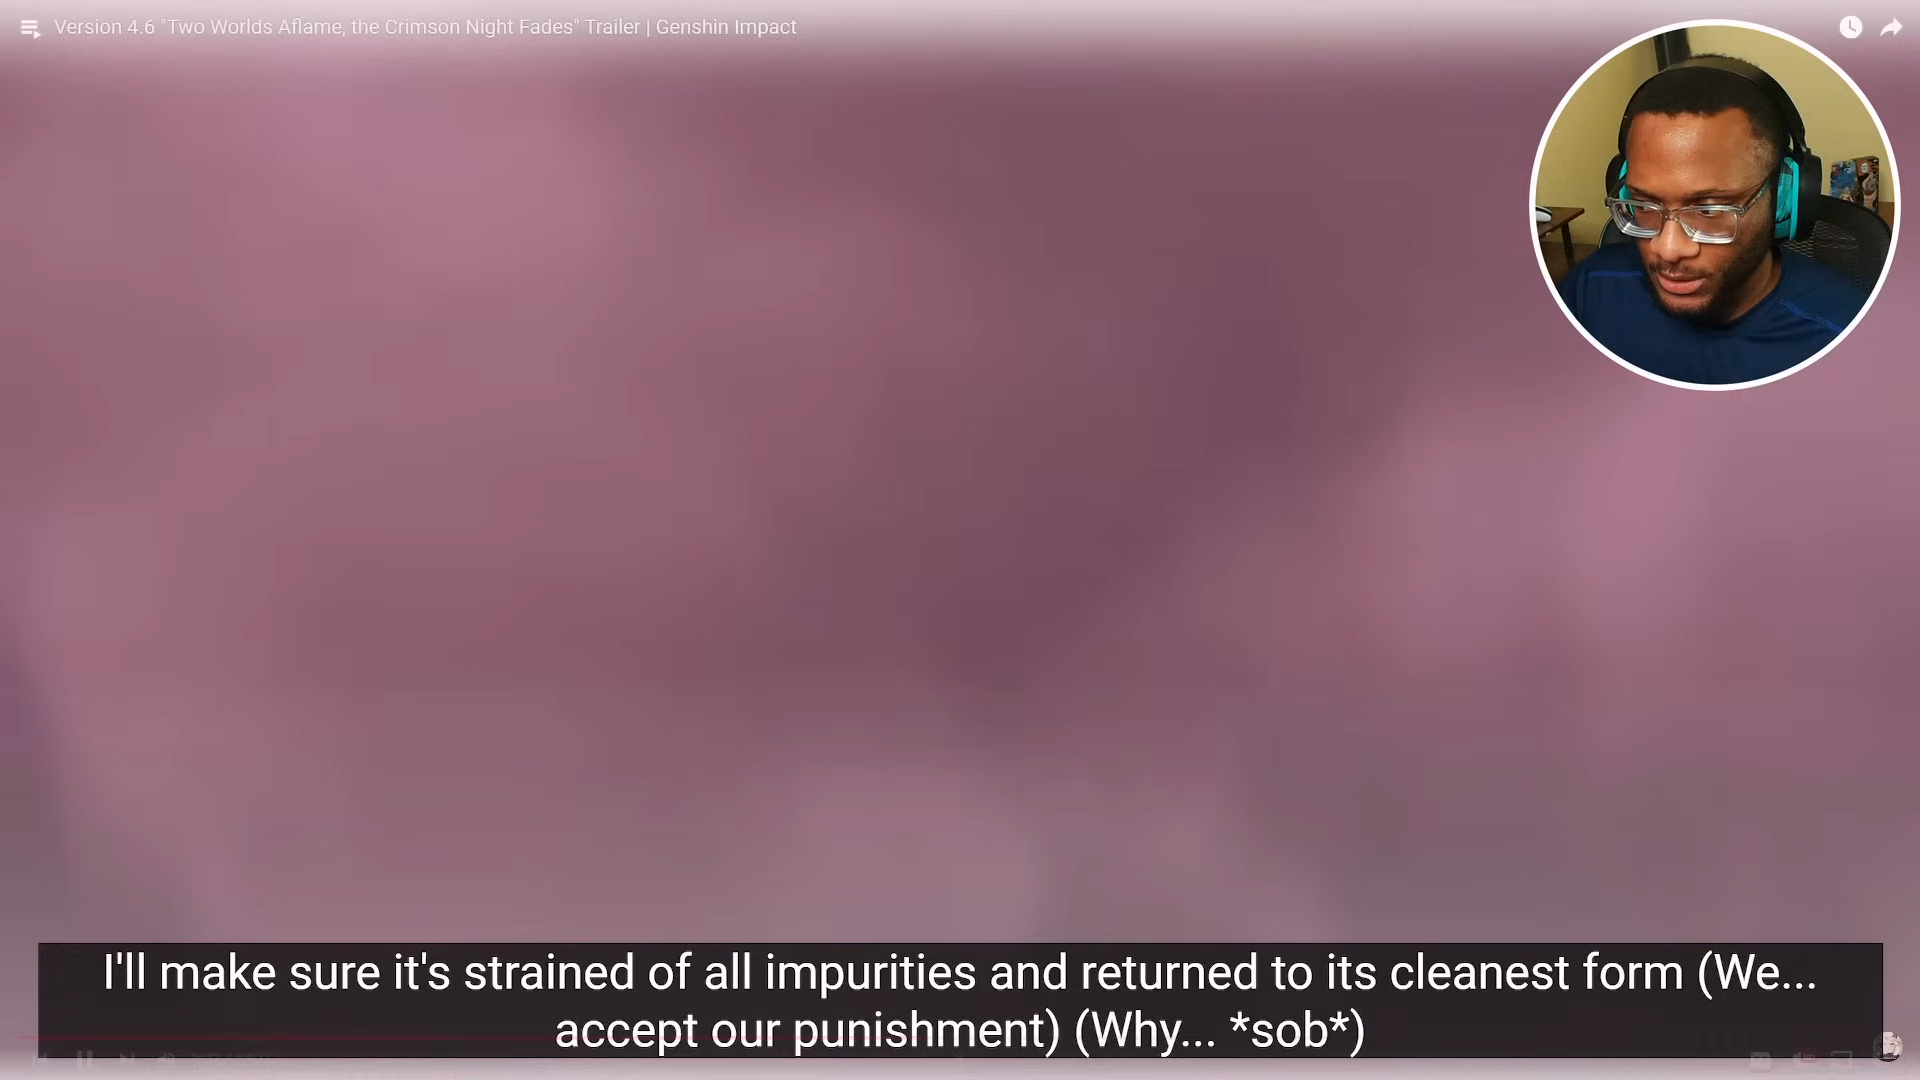 Version 4.6 "Two Worlds Aflame, the Crimson Night Fades" Trailer | Genshin Impact
I'll make sure it's strained of all impurities and returned to its cleanest form (We...
accept our punishment) (Why... *sob*)